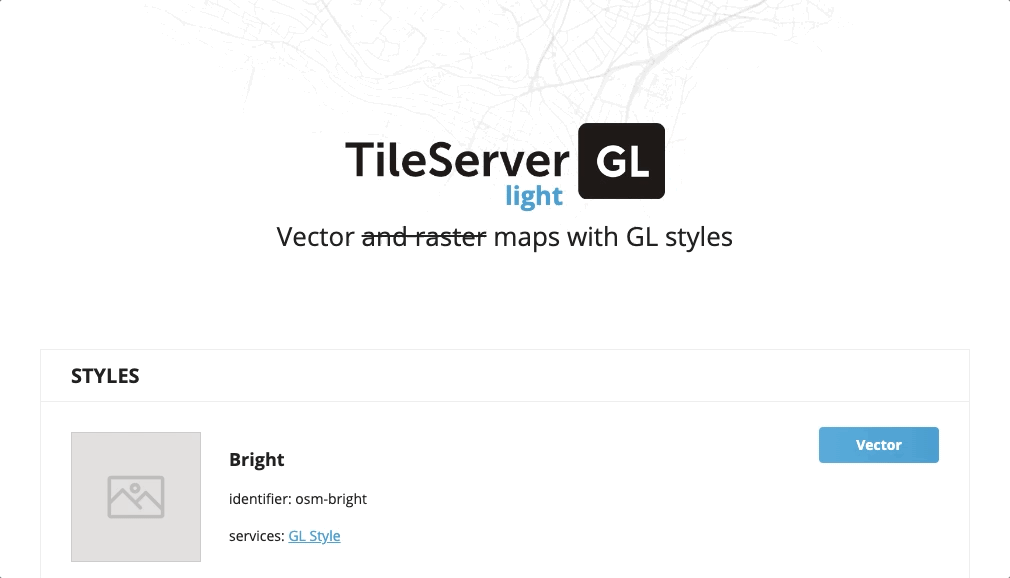 TileServer GL
light
Vector and raster maps with GL styles
STYLES
Vector
Bright
identifier: osm-bright
services: GL Style